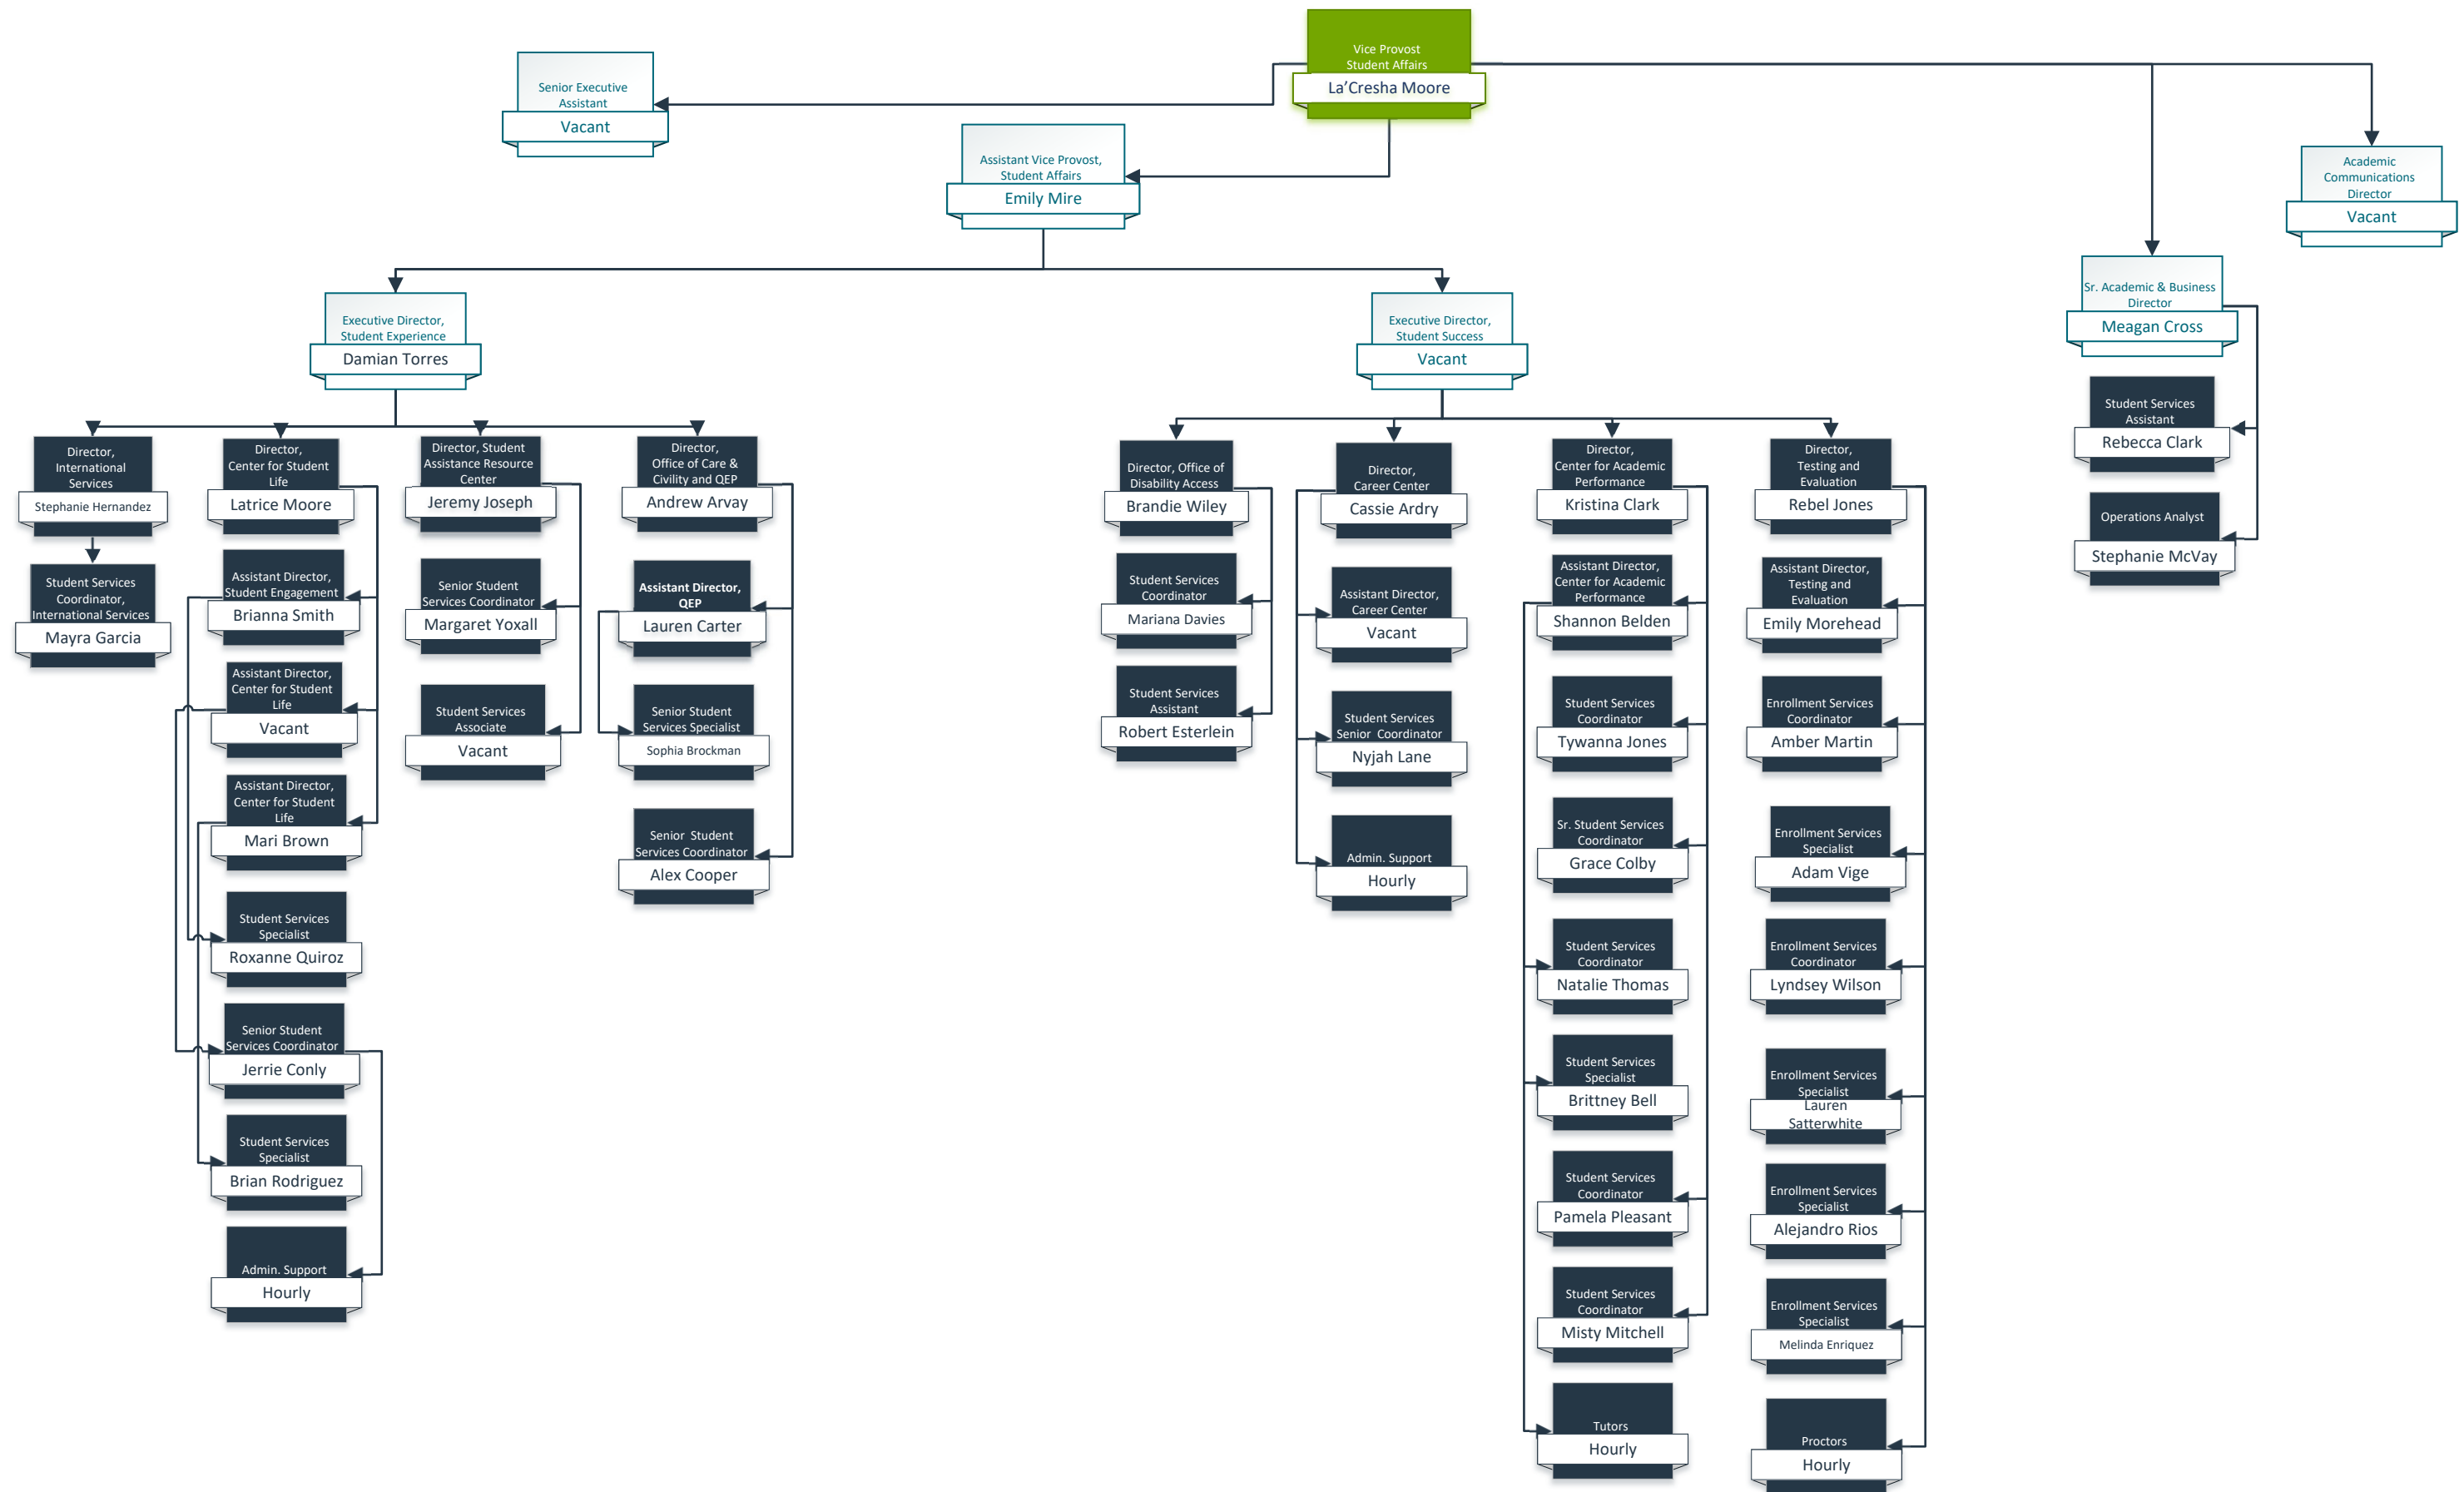 Vice Provost
Student Affairs
La'Cresha Moore
Senior Executive
Assistant
Vacant
Assistant Vice Provost,
Student Affairs
Emily Mire
Academic
Communications
Director
Vacant
Sr. Academic & Business
Director
Meagan Cross
Student Services
Assistant
Rebecca Clark
Operations Analyst
Stephanie McVay
Executive Director,
Student Experience
Damian Torres
Executive Director,
Student Success
Vacant
Director,
International
Services
Stephanie Hernandez
Student Services
Coordinator,
International Services
Mayra Garcia
Director,
Center for Student
Life
Latrice Moore
Assistant Director,
Student Engagement
Brianna Smith
Assistant Director,
Center for Student
Life
Vacant
Assistant Director,
Center for Student
Life
Mari Brown
Student Services
Specialist
Roxanne Quiroz
Senior Student
Services Coordinator
Jerrie Conly
Student Services
Specialist
Brian Rodriguez
Admin. Support
Hourly
Director, Student
Assistance Resource
Center
Jeremy Joseph
Senior Student
Services Coordinator
Margaret Yoxall
Student Services
Associate
Vacant
Director,
Office of Care &
Civility and QEP
Andrew Arvay
Assistant Director,
QEP
Lauren Carter
Senior Student
Services Specialist
Sophia Brockman
Senior  Student
Services Coordinator
Alex Cooper
Director, Office of
Disability Access
Brandie Wiley
Student Services
Coordinator
Mariana Davies
Student Services
Assistant
Robert Esterlein
Director,
Career Center
Cassie Ardry
Assistant Director,
Career Center
Vacant
Student Services
Senior  Coordinator
Nyjah Lane
Admin. Support
Hourly
Director,
Center for Academic
Performance
Kristina Clark
Assistant Director,
Center for Academic
Performance
Shannon Belden
Student Services
Coordinator
Tywanna Jones
Sr. Student Services
Coordinator
Grace Colby
Student Services
Coordinator
Natalie Thomas
Student Services
Specialist
Brittney Bell
Student Services
Coordinator
Pamela Pleasant
Student Services
Coordinator
Misty Mitchell
Tutors
Hourly
Director,
Testing and
Evaluation
Rebel Jones
Assistant Director,
Testing and
Evaluation
Emily Morehead
Enrollment Services
Coordinator
Amber Martin
Enrollment Services
Specialist
Adam Vige
Enrollment Services
Coordinator
Lyndsey Wilson
Enrollment Services
Specialist
Lauren
Satterwhite
Enrollment Services
Specialist
Alejandro Rios
Enrollment Services
Specialist
Melinda Enriquez
Proctors
Hourly